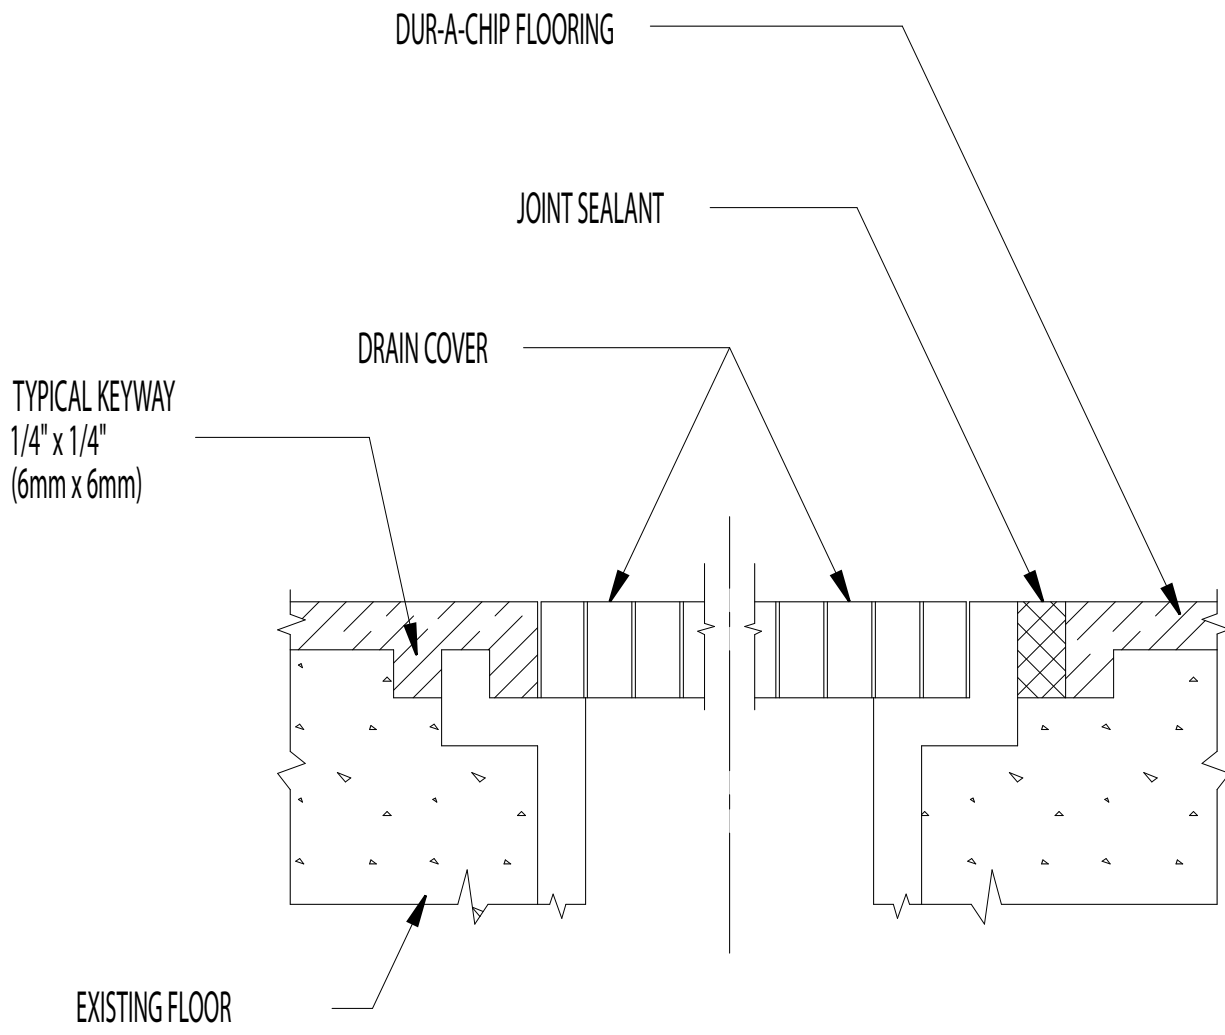 DUR-A-CHIP FLOORING
JOINT SEALANT
DRAIN COVER
TYPICAL KEYWAY
1/4" x 1/4"
(6mm x 6mm)
EXISTING FLOOR